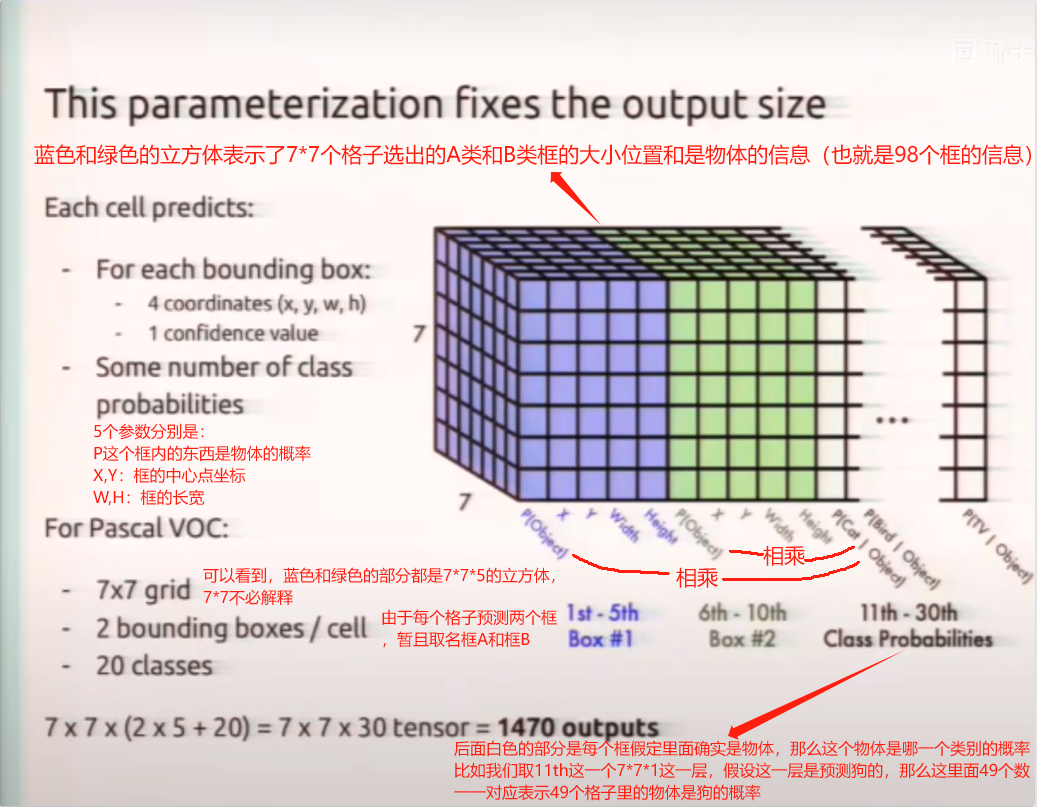 同济子
This parameterization fixes the output size
蓝色和绿色的立方体表示了7*7个格子选出的A类和B类框的大小位置和是物体的信息（也就是98个框的信息）
Each cell predicts:
- For each bounding box:
- 4 coordinates (x, y, w, h)
- 1 confidence value
- Some number of class
probabilities
5个参数分别是：
P这个框内的东西是物体的概率
X,Y：框的中心点坐标
W,H：框的长宽
7
7
...
P(Object)
X
Y
Width
Height
P(Object)
X
Y
Width
Height
P(Cat | Object)
P(Bird | Object)
P(TV | Object)
相乘
相乘
For Pascal VOC:
- 7x7 grid
可以看到，蓝色和绿色的部分都是7*7*5的立方体，
7*7不必解释
- 2 bounding boxes / cell
由于每个格子预测两个框
，暂且取名框A和框B
- 20 classes
1st - 5th
Box #1
6th - 10th
Box #2
11th - 30th
Class Probabilities
7 x 7 x (2 x 5 + 20) = 7 x 7 x 30 tensor = 1470 outputs
后面白色的部分是每个框假定里面确实是物体，那么这个物体是哪一个类别的概率
比如我们取11th这一个7*7*1这一层，假设这一层是预测狗的，那么这里面49个数
一一对应表示49个格子里的物体是狗的概率